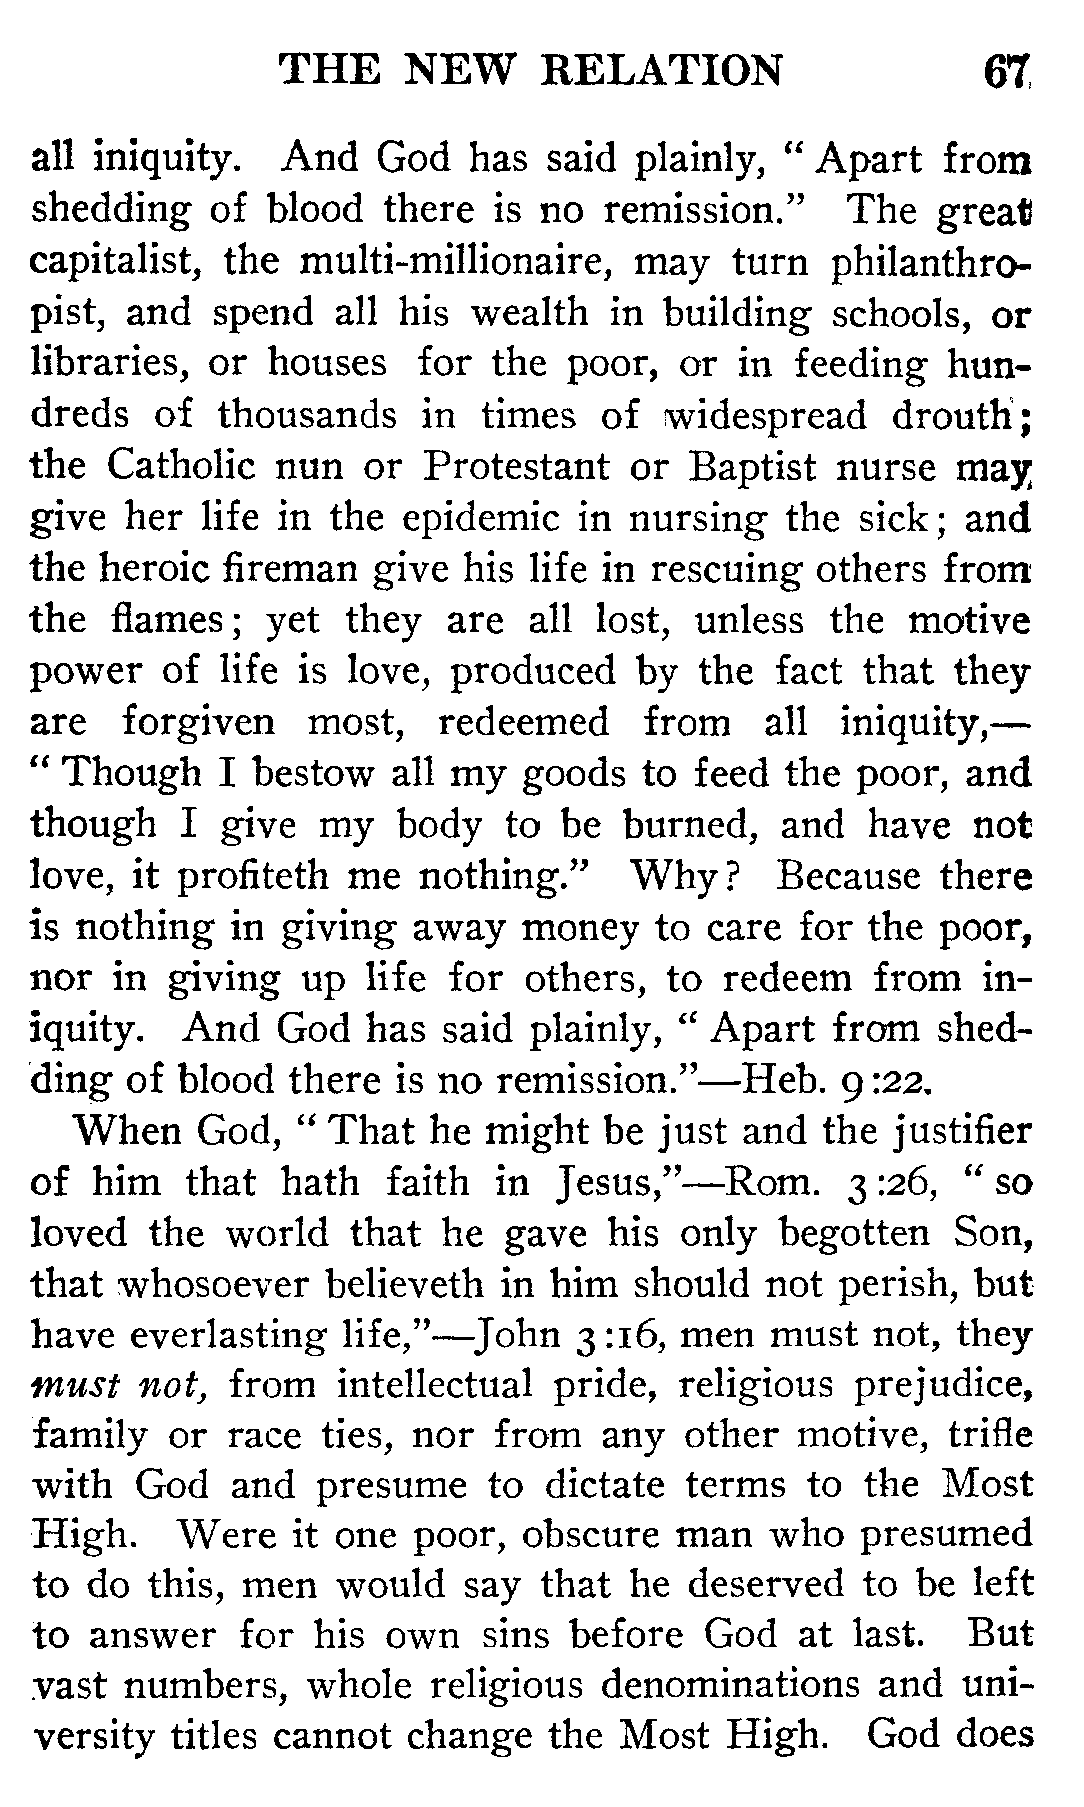 THE NEW RELATION 67
all iniquity. And God has said plainly, “ Apart from
shedding of blood there is no remission.” The great
capitalist, the multi-millionaire, may turn philanthro-
pist, and spend all his wealth in building schools, or
libraries, or houses for the poor, or in feeding hun-
dreds of thousands in times of widespread drouth;
the Catholic nun or Protestant or Baptist nurse may
give her life in the epidemic in nursing the sick; and
the heroic fireman give his life in rescuing others from
the flames; yet they are all lost, unless the motive
power of life is love, produced by the fact that they
are forgiven most, redeemed from all iniquity,—
“ Though I bestow all my goods to feed the poor, and
though I give my body to be burned, and have not
love, it profiteth me nothing.” Why? Because there
is nothing in giving away money to care for the poor,
nor in giving up life for others, to redeem from in-
iquity. And God has said plainly, “ Apart from shed-
ding of blood there is no remission.”—Heb. 9:22.
When God, “ That he might be just and the justifier
of him that hath faith in Jesus,”—Rom. 3:26, “ so
loved the world that he gave his only begotten Son,
that whosoever believeth in him should not perish, but
have everlasting life,”—John 3:16, men must not, they
must not, from intellectual pride, religious prejudice,
family or race ties, nor from any other motive, trifle
with God and presume to dictate terms to the Most
High. Were it one poor, obscure man who presumed
to do this, men would say that he deserved to be left
to answer for his own sins before God at last. But
vast numbers, whole religious denominations and uni-
versity titles cannot change the Most High. God does